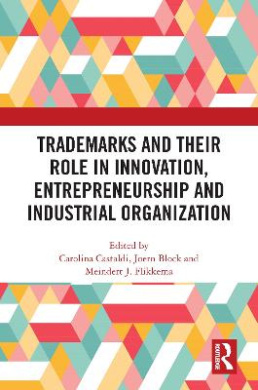 TRADEMARKS AND THEIR
ROLE IN INNOVATION,
ENTREPRENEURSHIP AND
INDUSTRIAL ORGANIZATION
Edited by
Carolina Castaldi, Joern Block and
Meindert J. Flikkema
R
ROUTLEDGE